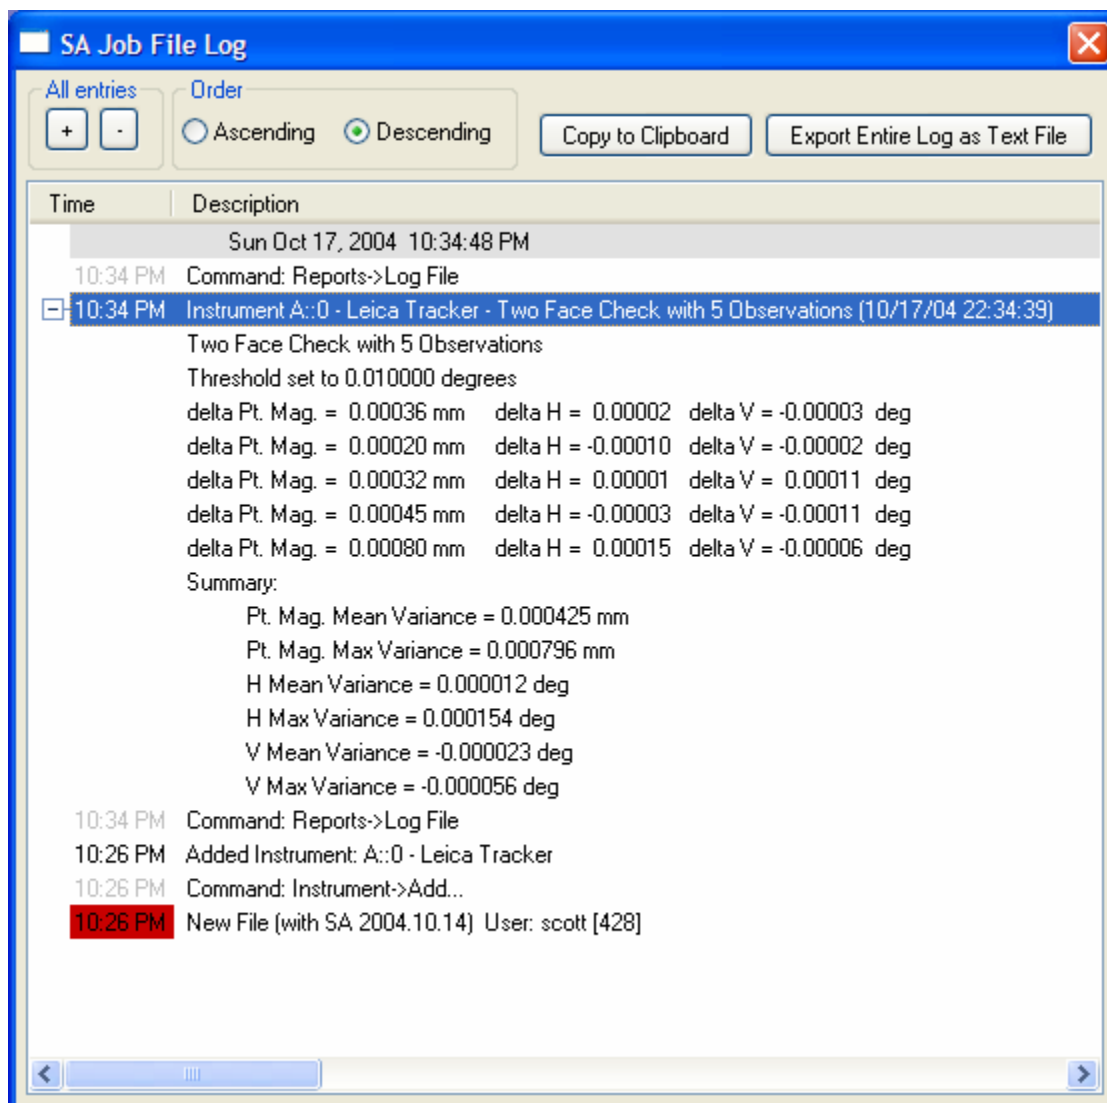 SA Job File Log
All entries Order
+ - Ascending Descending Copy to Clipboard Export Entire Log as Text File
Time Description
Sun Oct 17, 2004 10:34:48 PM
10:34 PM Command: Reports->Log File
10:34 PM Instrument A::0 - Leica Tracker - Two Face Check with 5 Observations (10/17/04 22:34:39)
Two Face Check with 5 Observations
Threshold set to 0.010000 degrees
delta Pt. Mag. = 0.00036 mm delta H = 0.00002 delta V = -0.00003 deg
delta Pt. Mag. = 0.00020 mm delta H = -0.00010 delta V = -0.00002 deg
delta Pt. Mag. = 0.00032 mm delta H = 0.00001 delta V = 0.00011 deg
delta Pt. Mag. = 0.00045 mm delta H = -0.00003 delta V = -0.00011 deg
delta Pt. Mag. = 0.00080 mm delta H = 0.00015 delta V = -0.00006 deg
Summary:
Pt. Mag. Mean Variance = 0.000425 mm
Pt. Mag. Max Variance = 0.000796 mm
H Mean Variance = 0.000012 deg
H Max Variance = 0.000154 deg
V Mean Variance = -0.000023 deg
V Max Variance = -0.000056 deg
10:34 PM Command: Reports->Log File
10:26 PM Added Instrument: A::0 - Leica Tracker
10:26 PM Command: Instrument->Add...
10:26 PM New File (with SA 2004.10.14) User: scott [428]